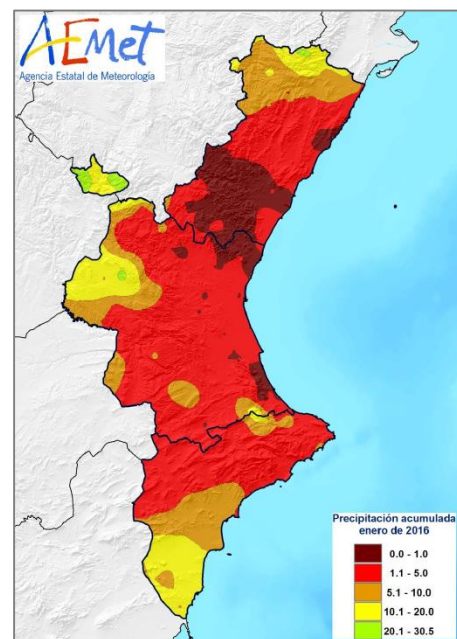 AEMet
Agencia Estatal de Meteorología
Precipitación acumulada
enero de 2016
0.0 - 1.0
1.1 - 5.0
5.1 - 10.0
10.1 - 20.0
20.1 - 30.5